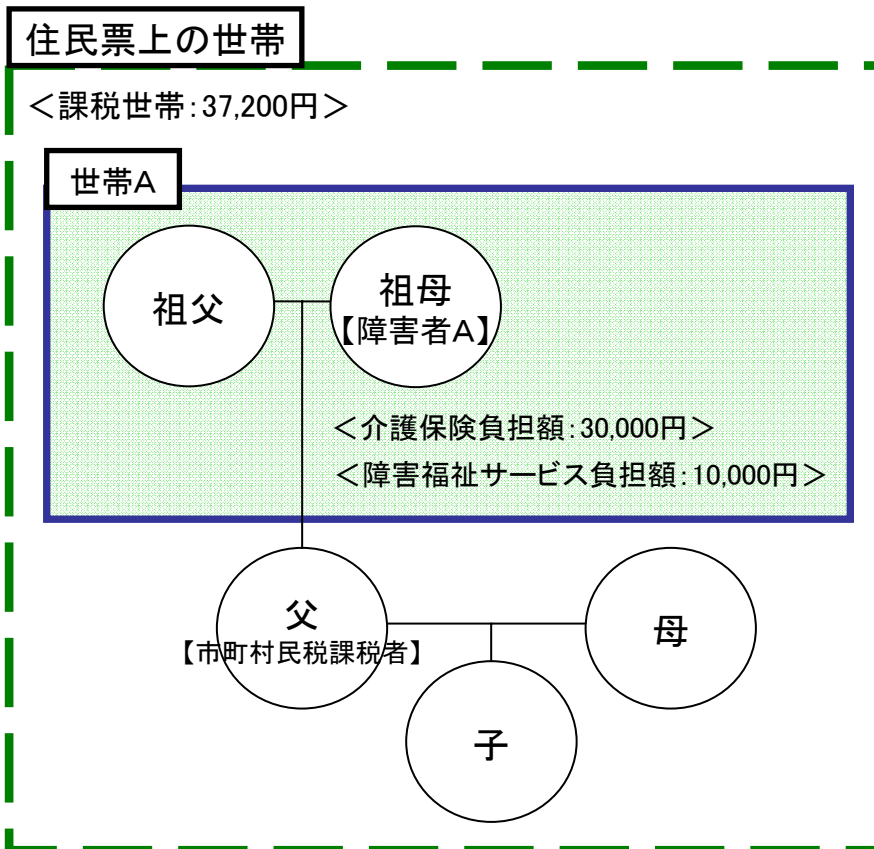 住民票上の世帯
＜課税世帯：37,200円＞
世帯A
祖父
祖母
【障害者A】
＜介護保険負担額：30,000円＞
＜障害福祉サービス負担額：10,000円＞
父
【市町村民税課税者】
母
子